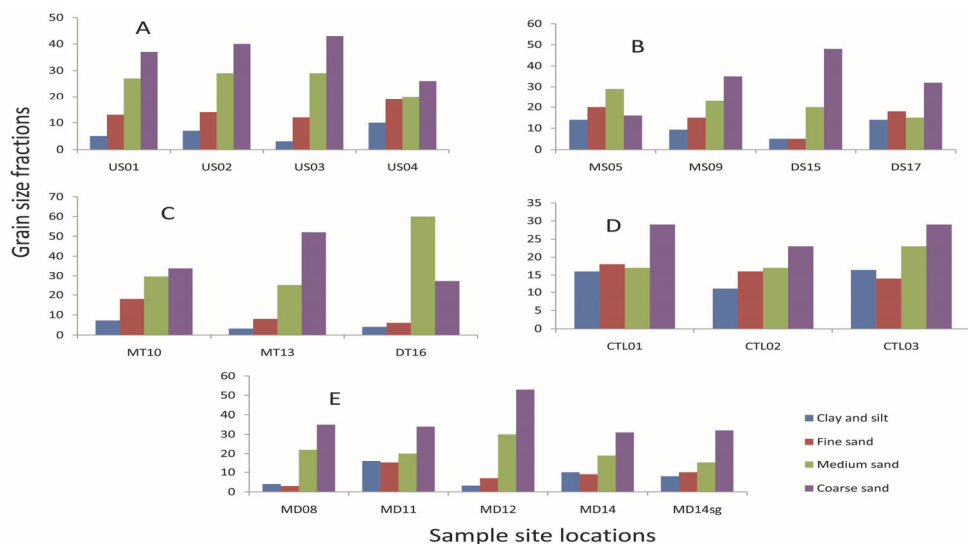 Grain size fractions
A
50
40
30
20
10
0
US01 US02 US03 US04
B
60
50
40
30
20
10
0
MS05 MS09 DS15 DS17
C
70
60
50
40
30
20
10
0
MT10 MT13 DT16
D
35
30
25
20
15
10
5
0
CTL01 CTL02 CTL03
E
60
50
40
30
20
10
0
MD08 MD11 MD12 MD14 MD14sg
Clay and silt
Fine sand
Medium sand
Coarse sand
Sample site locations